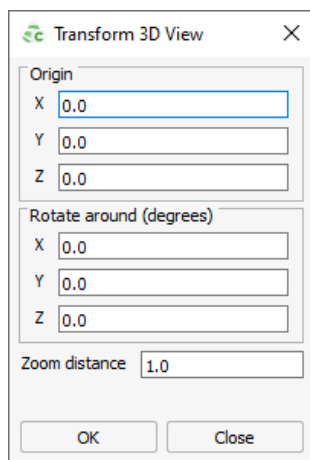 Transform 3D View
Origin
X 0.0
Y 0.0
Z 0.0
Rotate around (degrees)
X 0.0
Y 0.0
Z 0.0
Zoom distance 1.0
OK Close